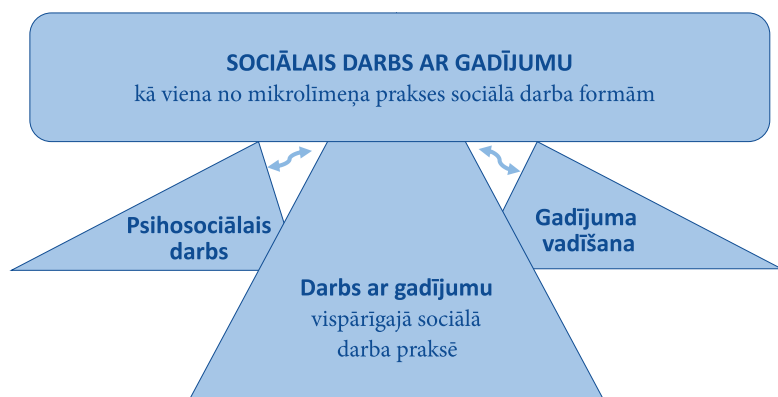 SOCIĀLAIS DARBS AR GADĪJUMU
kā viena no mikrolīmeņa prakses sociālā darba formām
Psihosociālais
darbs
Gadījuma
vadīšana
Darbs ar gadījumu
vispārīgajā sociālā
darba praksē